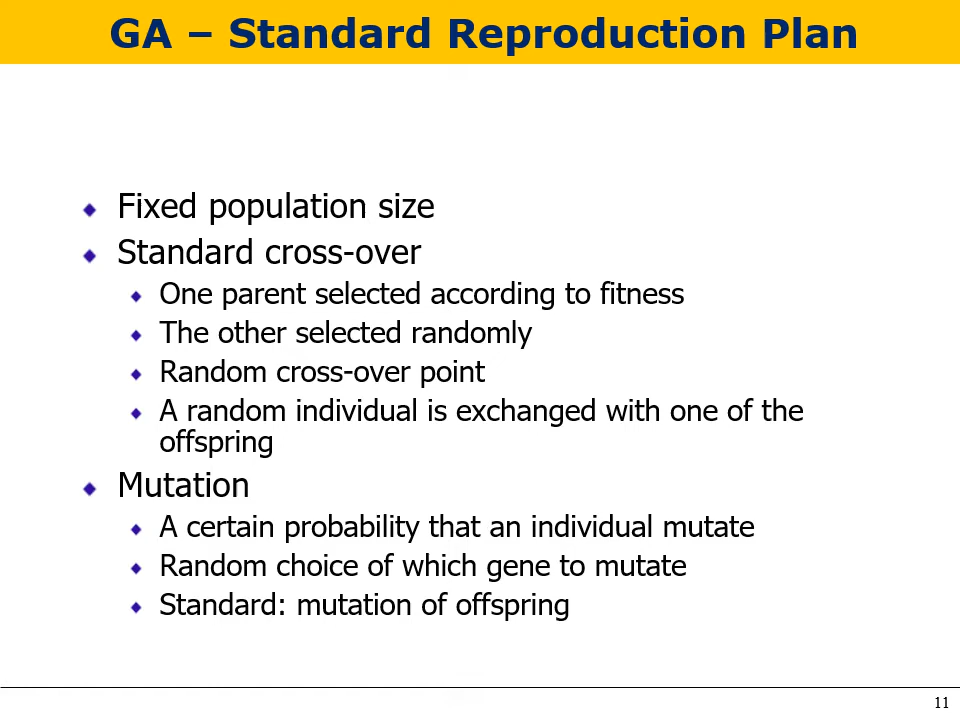 GA – Standard Reproduction Plan
Fixed population size
Standard cross-over
One parent selected according to fitness
The other selected randomly
Random cross-over point
A random individual is exchanged with one of the
offspring
Mutation
A certain probability that an individual mutate
Random choice of which gene to mutate
Standard: mutation of offspring
11